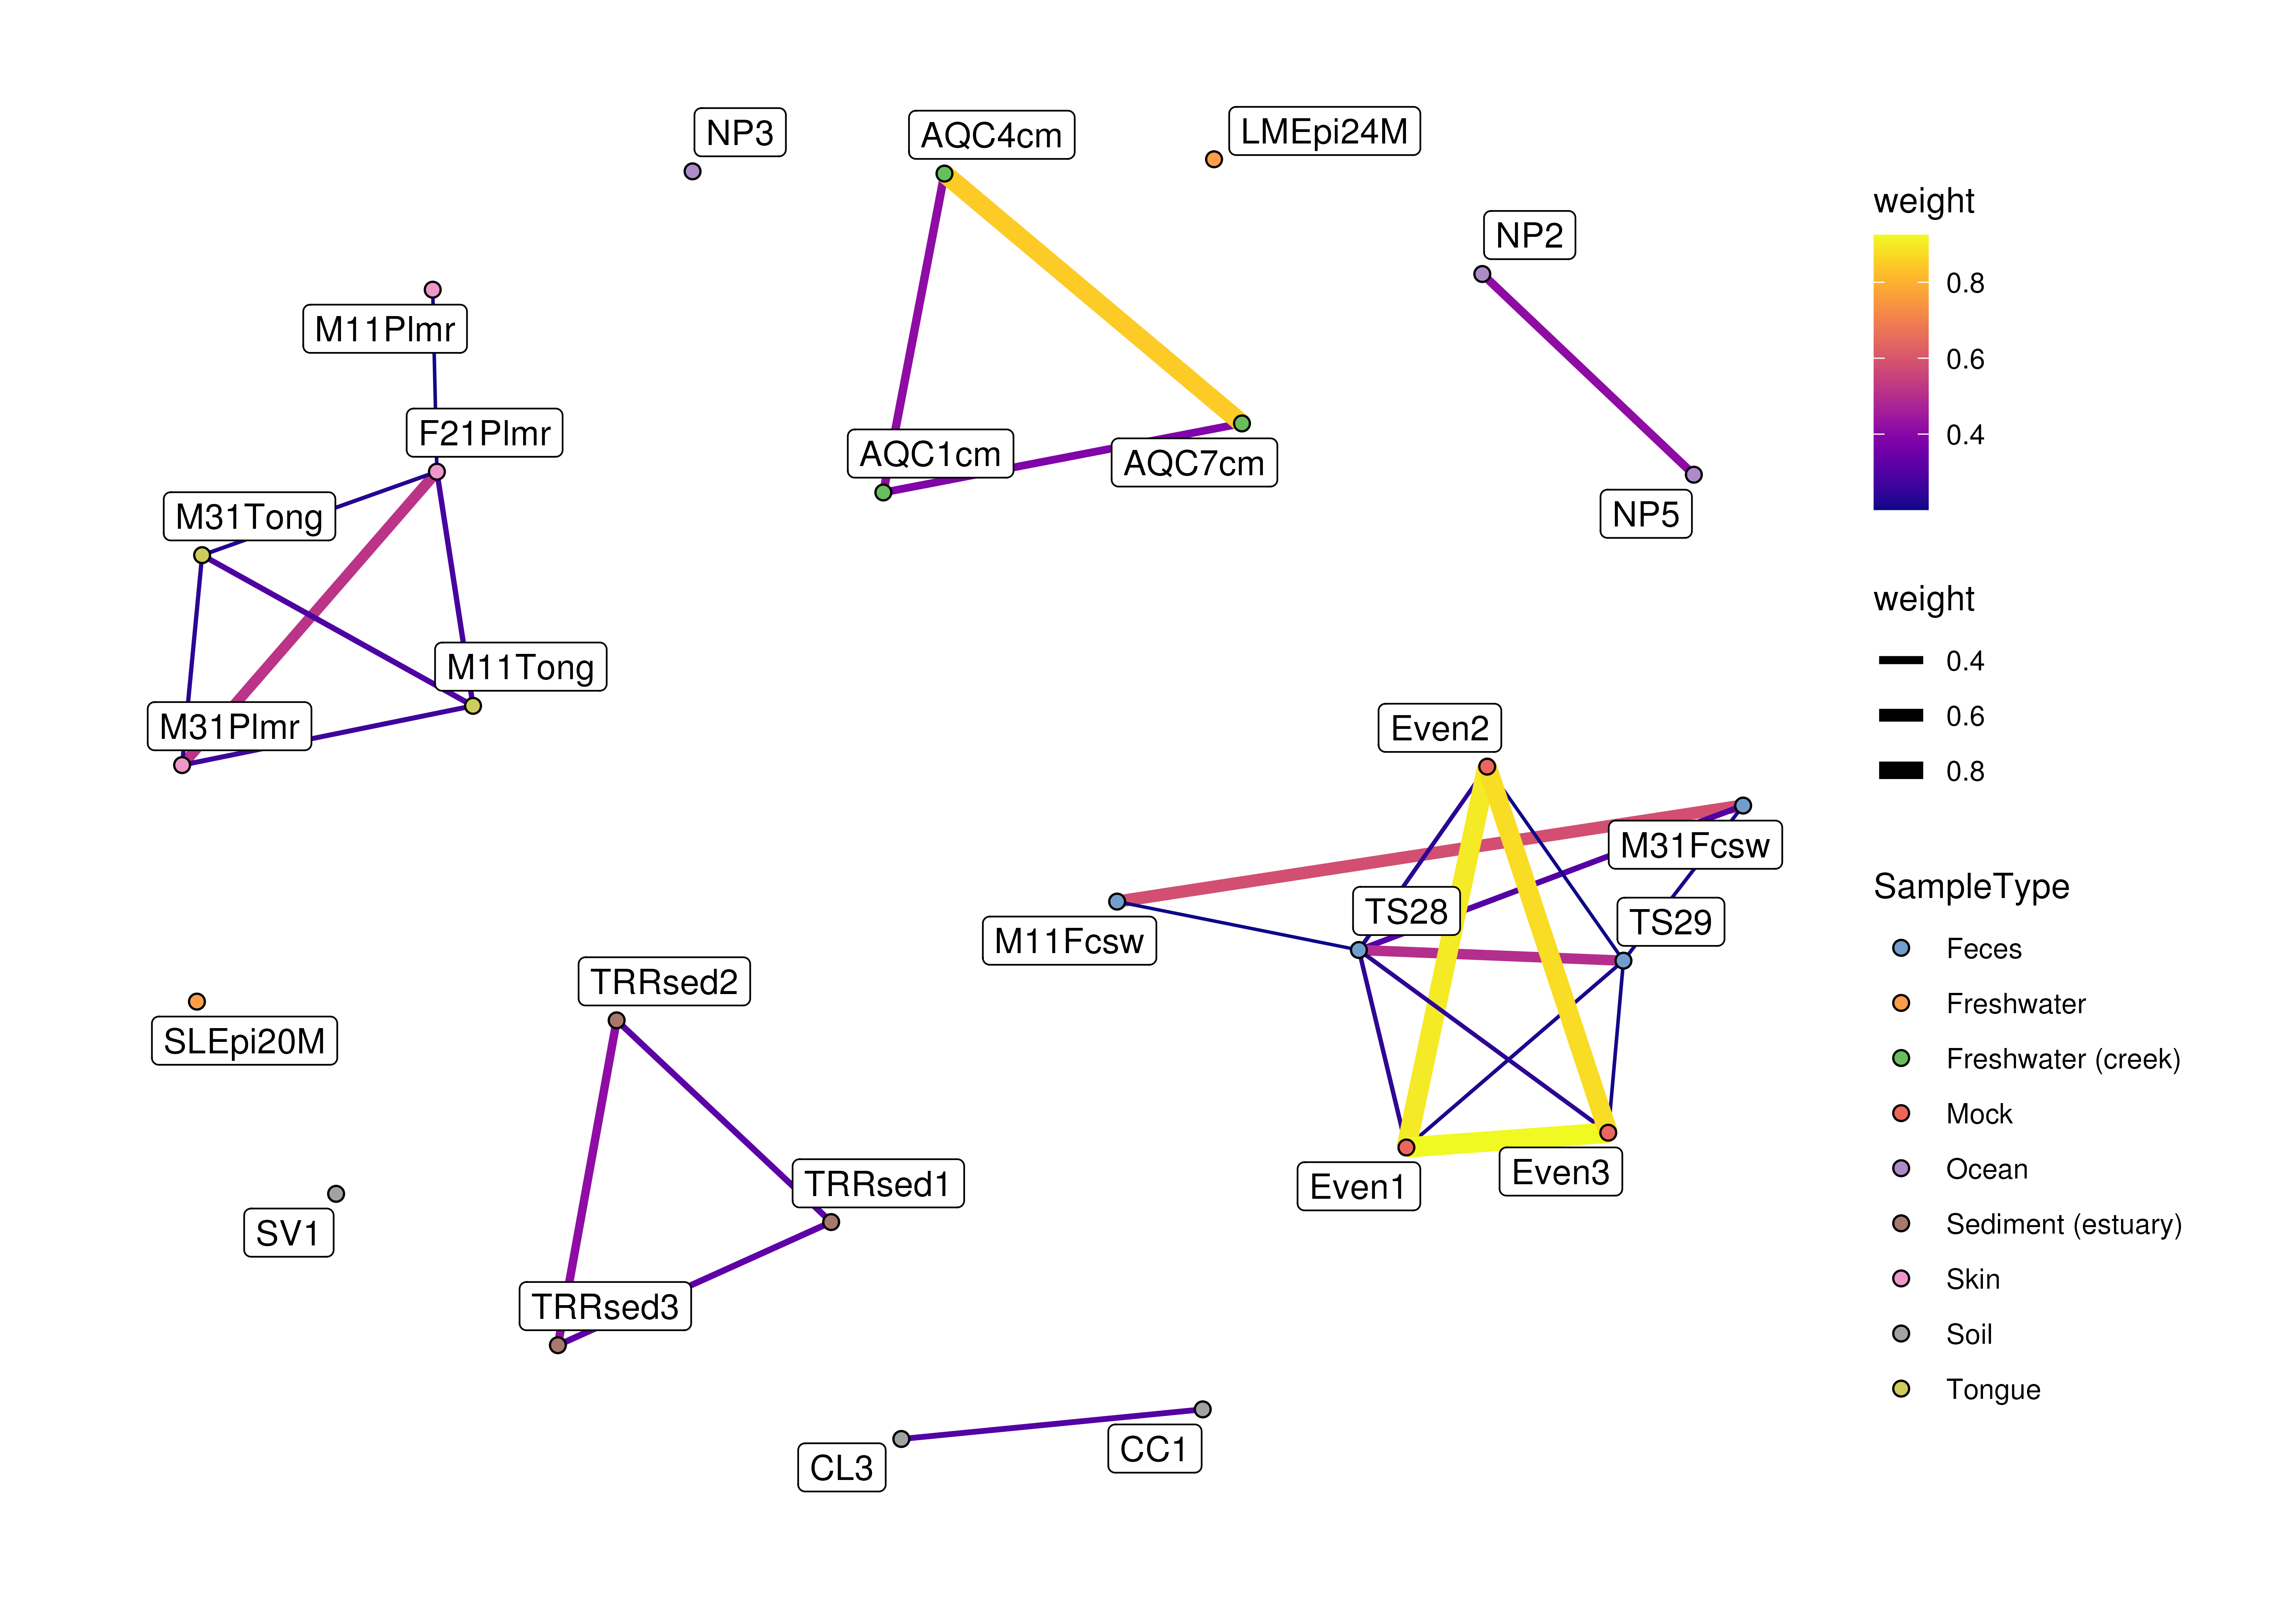 NP3
AQC4cm
LMEpi24M
NP2
M11Plmr
F21Plmr
AQC1cm
AQC7cm
NP5
M31Tong
M11Tong
M31Plmr
Even2
M31Fcsw
TS28
TS29
M11Fcsw
TRRsed2
SLEpi20M
TRRsed1
Even1
Even3
SV1
TRRsed3
CL3
CC1
weight
0.8
0.6
0.4
weight
0.4
0.6
0.8
SampleType
Feces
Freshwater
Freshwater (creek)
Mock
Ocean
Sediment (estuary)
Skin
Soil
Tongue